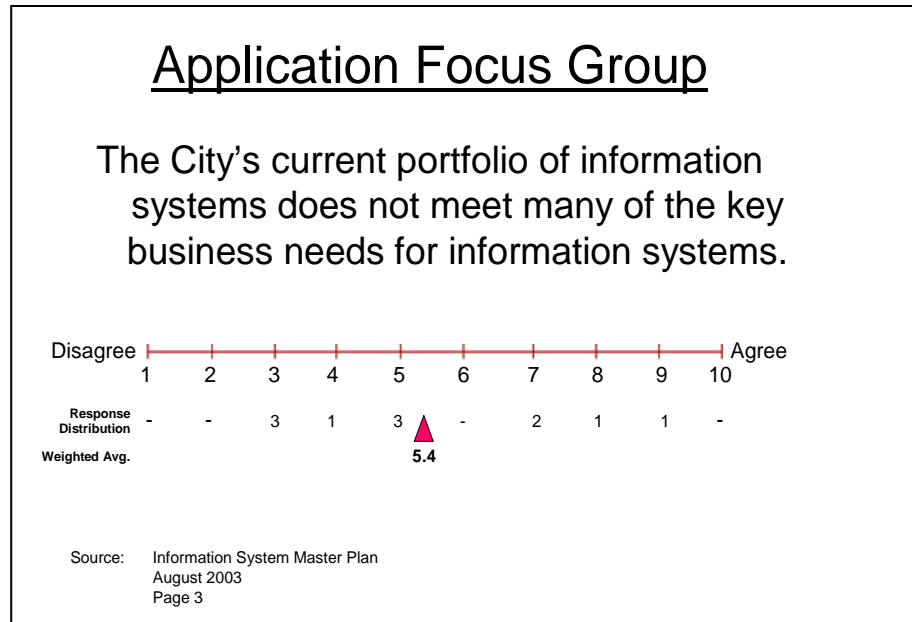 Application Focus Group
The City's current portfolio of information
systems does not meet many of the key
business needs for information systems.
Disagree Agree
1 2 3 4 5 6 7 8 9 10
Response
Distribution - - 3 1 3 - 2 1 1 -
Weighted Avg. 5.4
Source: Information System Master Plan
August 2003
Page 3